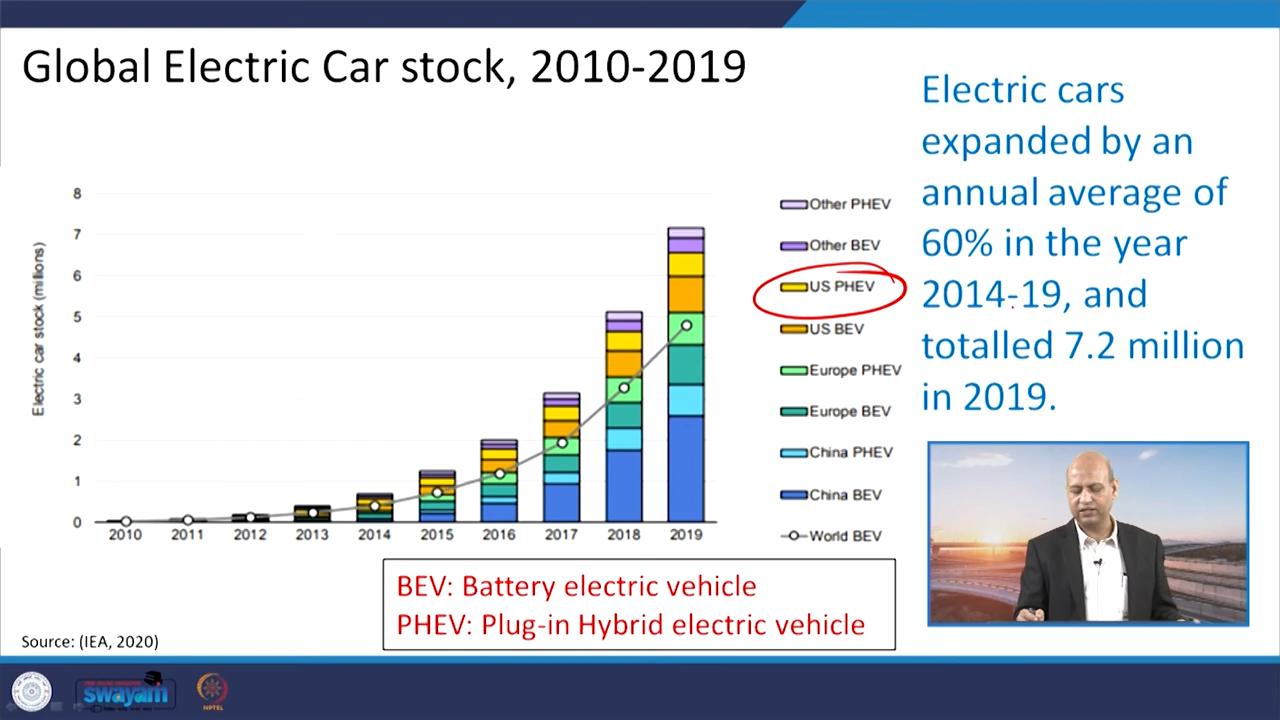 Global Electric Car stock, 2010-2019
Electric cars
expanded by an
annual average of
60% in the year
2014-19, and
totalled 7.2 million
in 2019.
Electric car stock (millions)
8
7
6
5
4
3
2
1
0
2010 2011 2012 2013 2014 2015 2016 2017 2018 2019
Other PHEV
Other BEV
US PHEV
US BEV
Europe PHEV
Europe BEV
China PHEV
China BEV
World BEV
BEV: Battery electric vehicle
PHEV: Plug-in Hybrid electric vehicle
Source: (IEA, 2020)
swayam
NPTEL